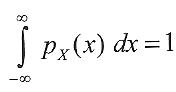 ∫_{-∞}^{∞} p_X(x) dx = 1